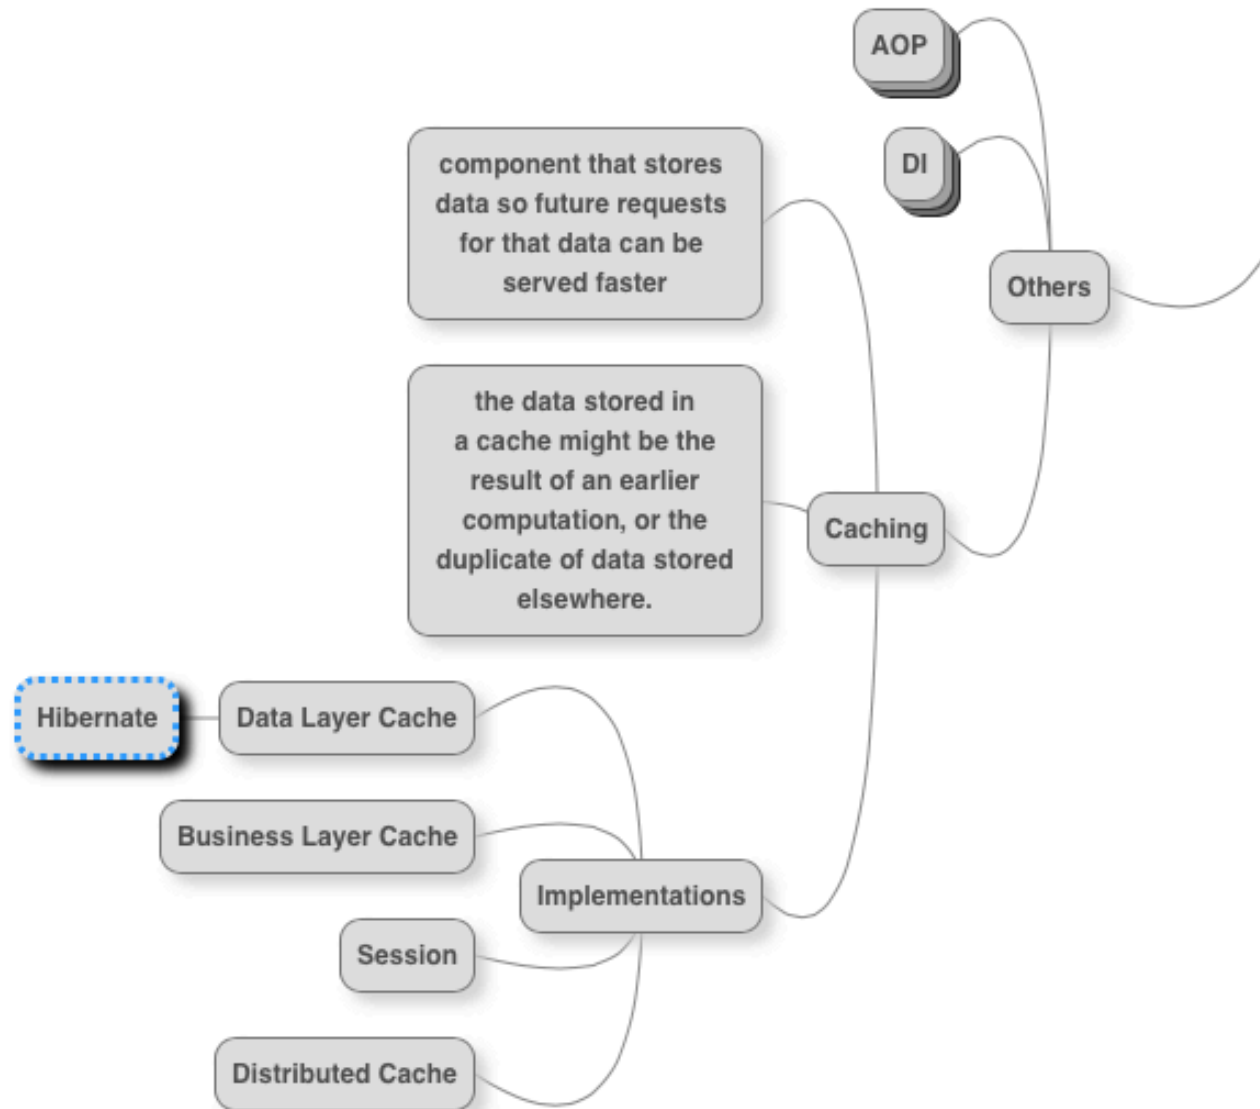 AOP
DI
Others
component that stores
data so future requests
for that data can be
served faster
the data stored in
a cache might be the
result of an earlier
computation, or the
duplicate of data stored
elsewhere.
Caching
Hibernate
Data Layer Cache
Business Layer Cache
Implementations
Session
Distributed Cache